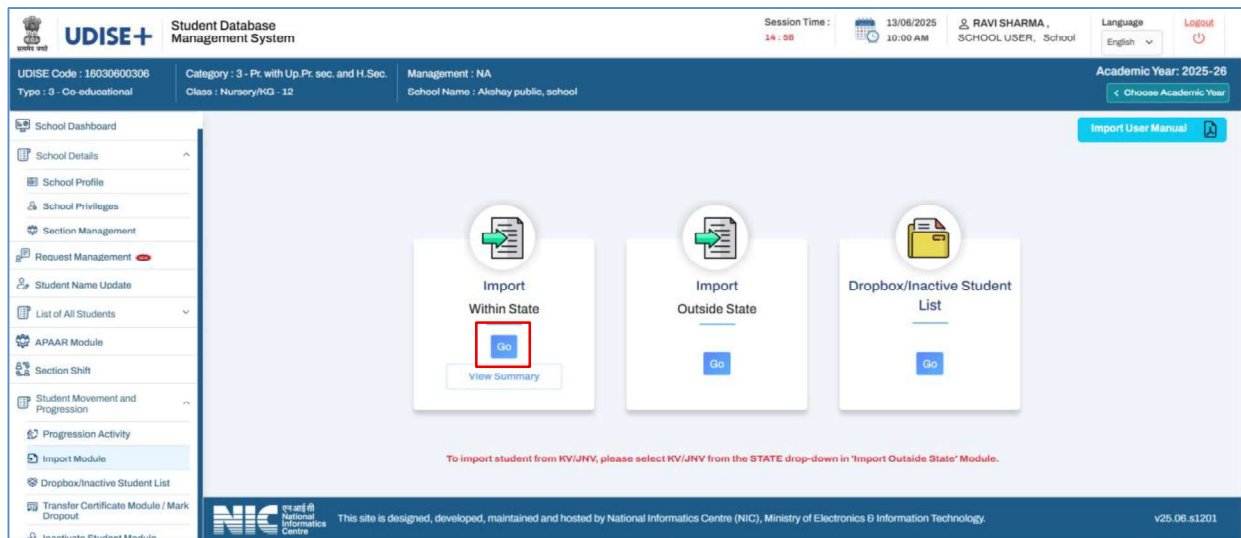 सत्यमेव जयते
UDISE+
Student Database
Management System
Session Time :
14 : 58
13/06/2025
10:00 AM
RAVI SHARMA ,
SCHOOL USER, School
Language
English
Logout
UDISE Code : 16030600306
Type : 3 - Co-educational
Category : 3 - Pr. with Up.Pr. sec. and H.Sec.
Class : Nursery/KG - 12
Management : NA
School Name : Akshay public, school
Academic Year: 2025-26
< Choose Academic Year
School Dashboard
School Details
School Profile
School Privileges
Section Management
Request Management
Student Name Update
List of All Students
APAAR Module
Section Shift
Student Movement and
Progression
Progression Activity
Import Module
Dropbox/Inactive Student List
Transfer Certificate Module / Mark
Dropout
Inactivate Student Module
Import User Manual
Import
Within State
Go
View Summary
Import
Outside State
Go
Dropbox/Inactive Student
List
Go
To import student from KV/JNV, please select KV/JNV from the STATE drop-down in 'Import Outside State' Module.
NIC
एन आई सी
National
Informatics
Centre
This site is designed, developed, maintained and hosted by National Informatics Centre (NIC), Ministry of Electronics & Information Technology.
v25.06.s1201